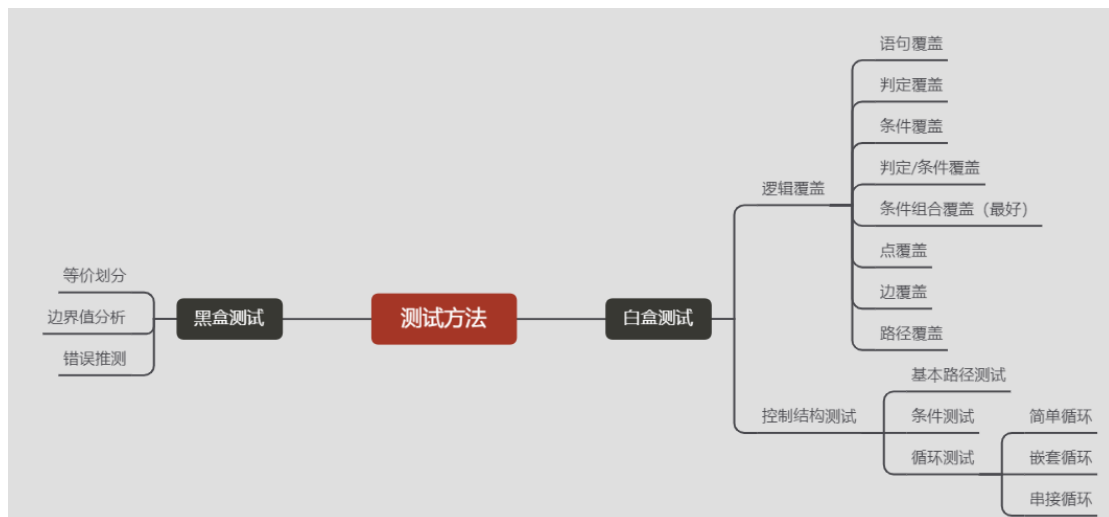 测试方法
黑盒测试
等价划分
边界值分析
错误推测
白盒测试
逻辑覆盖
语句覆盖
判定覆盖
条件覆盖
判定/条件覆盖
条件组合覆盖（最好）
点覆盖
边覆盖
路径覆盖
控制结构测试
基本路径测试
条件测试
循环测试
简单循环
嵌套循环
串接循环